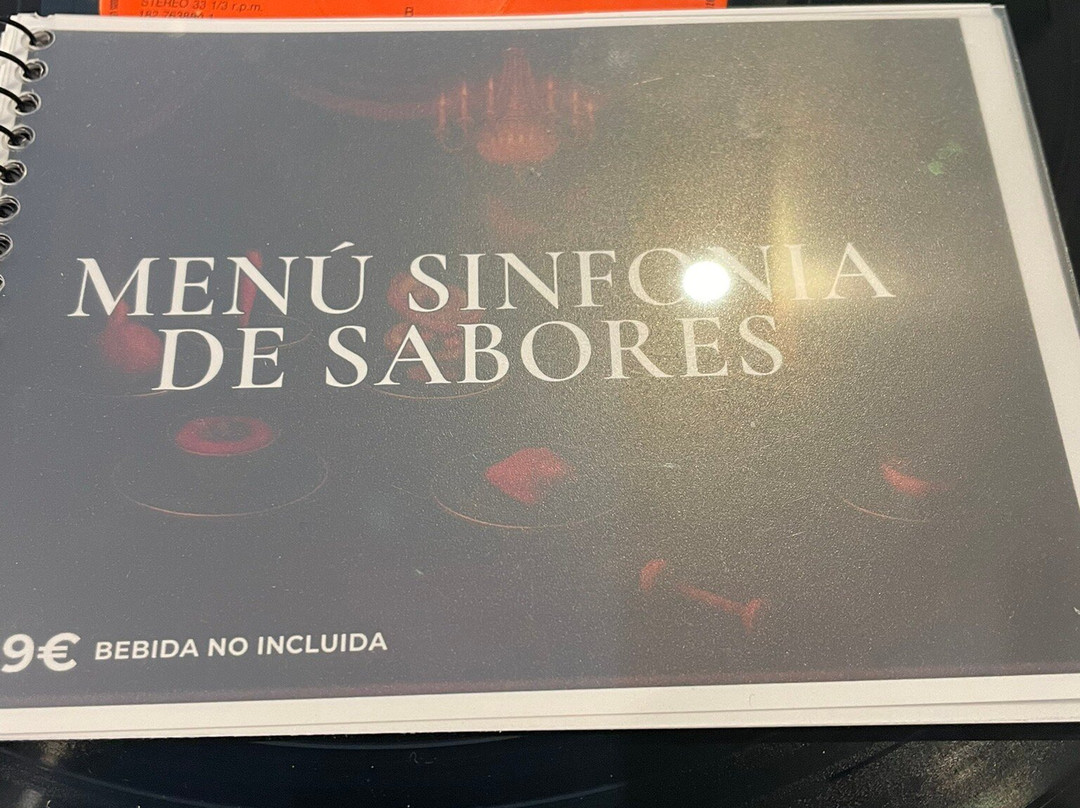 STEREO 33 1/3 r.p.m.
B
MENÚ SINFONIA
DE SABORES
9€ BEBIDA NO INCLUIDA